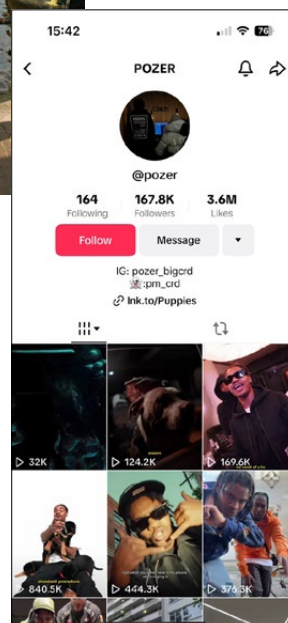 15:42
76
POZER
@pozer
164 167.8K 3.6M
Following Followers Likes
Follow Message
IG: pozer_bigcrd
:pm_crd
lnk.to/Puppies
32K 124.2K 169.6K
840.5K 444.3K 376.3K